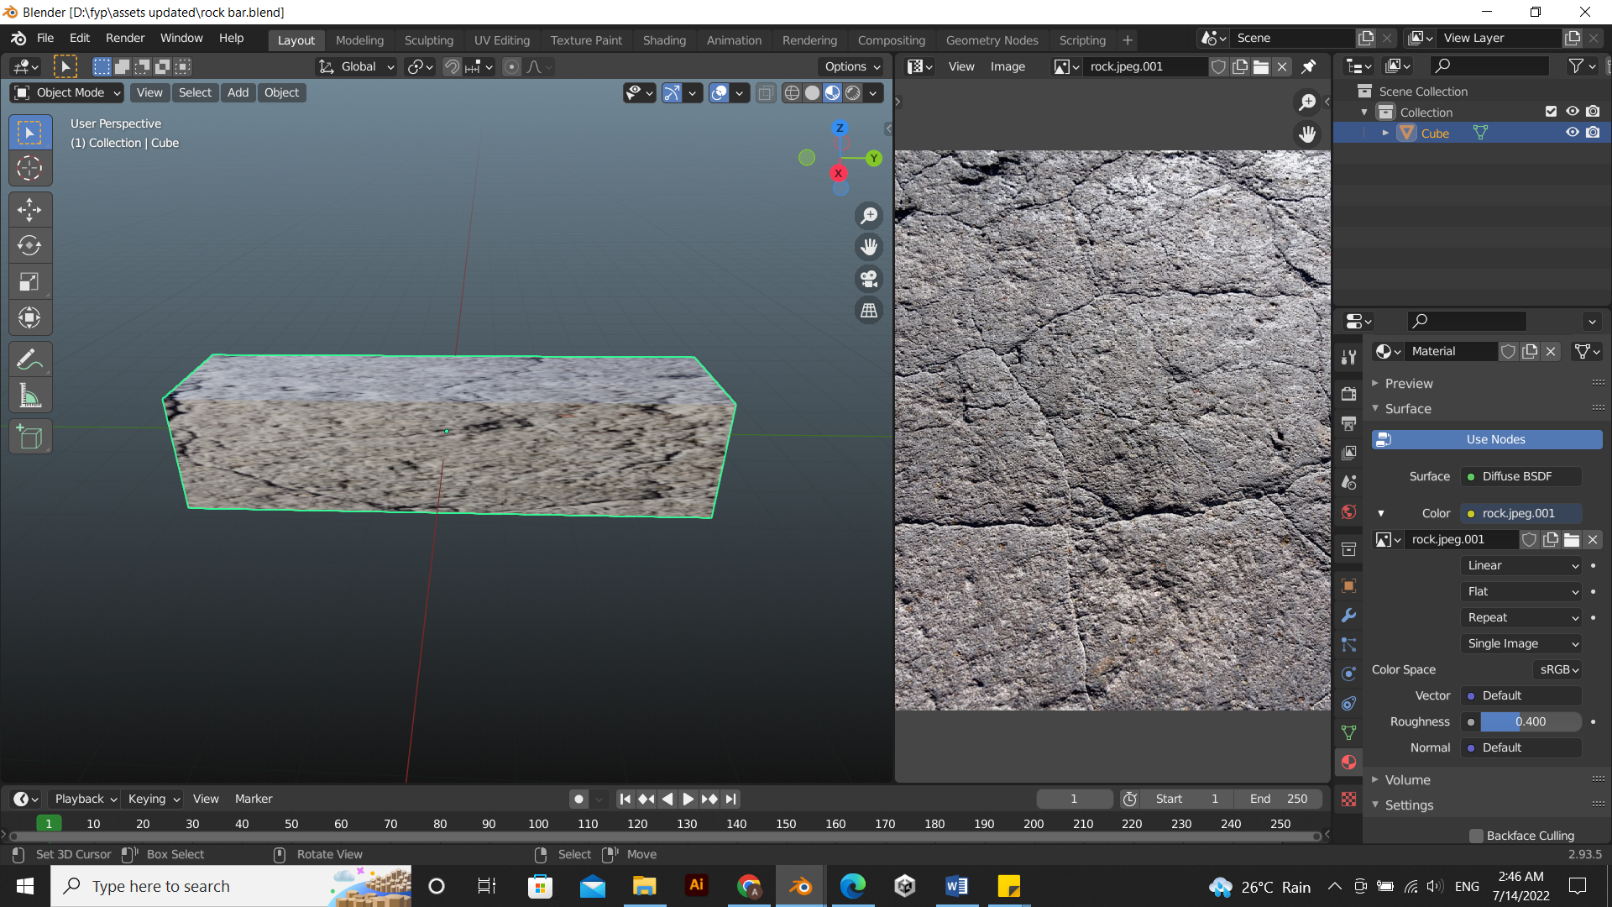 Blender [D:\fyp\assets updated\rock bar.blend]
File Edit Render Window Help
Layout Modeling Sculpting UV Editing Texture Paint Shading Animation Rendering Compositing Geometry Nodes Scripting +
Scene
View Layer
Global
Options
View Image
rock.jpeg.001
Object Mode View Select Add Object
User Perspective
(1) Collection | Cube
Z
Y
X
Scene Collection
Collection
Cube
Material
Preview
Surface
Use Nodes
Surface Diffuse BSDF
Color rock.jpeg.001
rock.jpeg.001
Linear
Flat
Repeat
Single Image
Color Space sRGB
Vector Default
Roughness 0.400
Normal Default
Volume
Settings
Backface Culling
Playback Keying View Marker
1 Start 1 End 250
1 10 20 30 40 50 60 70 80 90 100 110 120 130 140 150 160 170 180 190 200 210 220 230 240 250
Set 3D Cursor Box Select Rotate View Select Move
2.93.5
Type here to search
Ai
A
W
26°C Rain
ENG
2:46 AM
7/14/2022